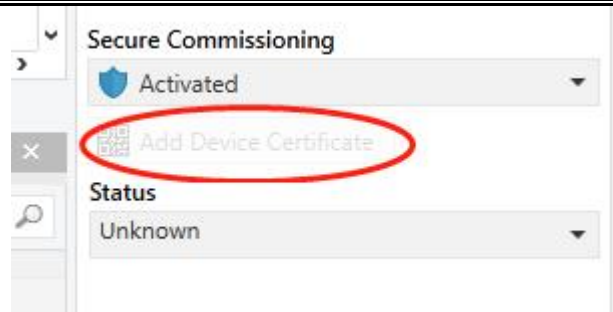 Secure Commissioning
Activated
Add Device Certificate
Status
Unknown